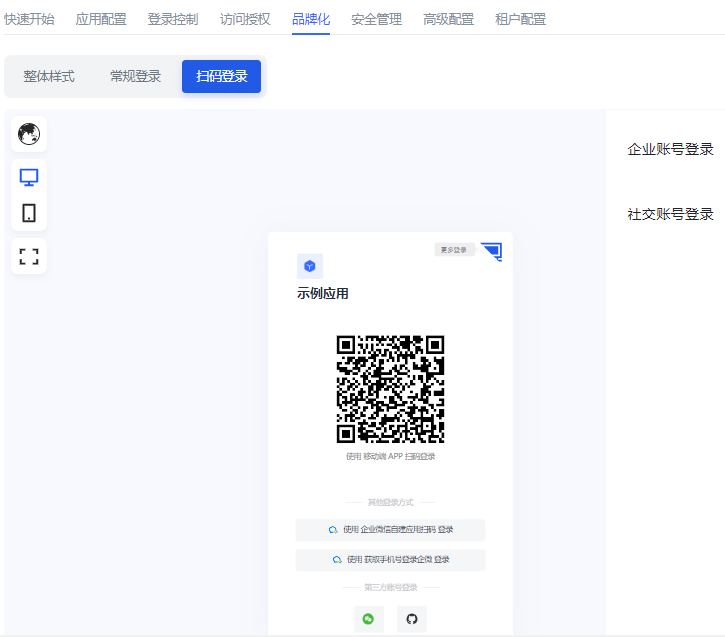 快速开始 应用配置 登录控制 访问授权 品牌化 安全管理 高级配置 租户配置
整体样式 常规登录 扫码登录
企业账号登录
社交账号登录
更多登录
示例应用
使用 移动端 APP 扫码登录
其他登录方式
使用 企业微信自建应用扫码 登录
使用 获取手机号登录企微 登录
第三方账号登录